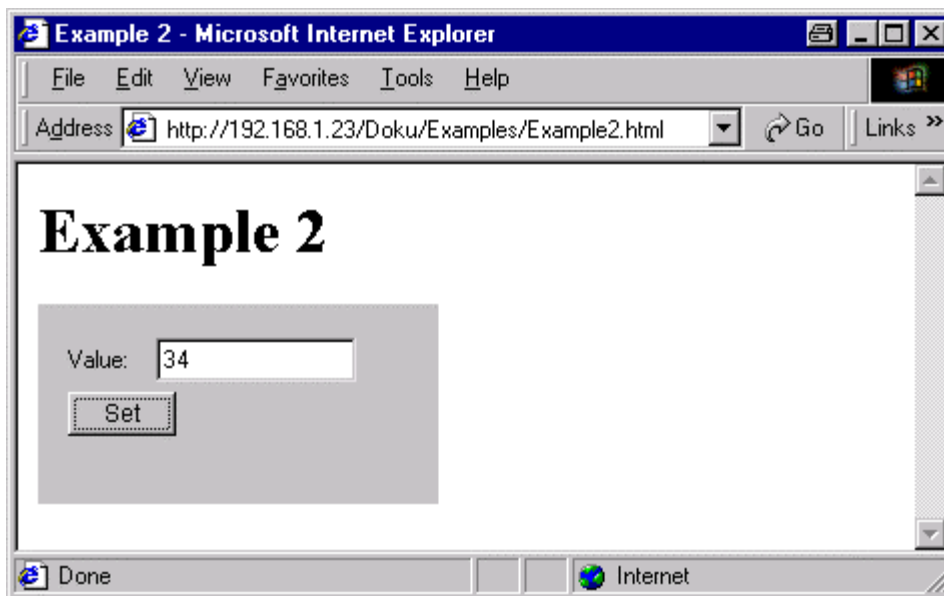 Example 2 - Microsoft Internet Explorer
File Edit View Favorites Tools Help
Address http://192.168.1.23/Doku/Examples/Example2.html Go Links »
Example 2
Value: 34
Set
Done Internet